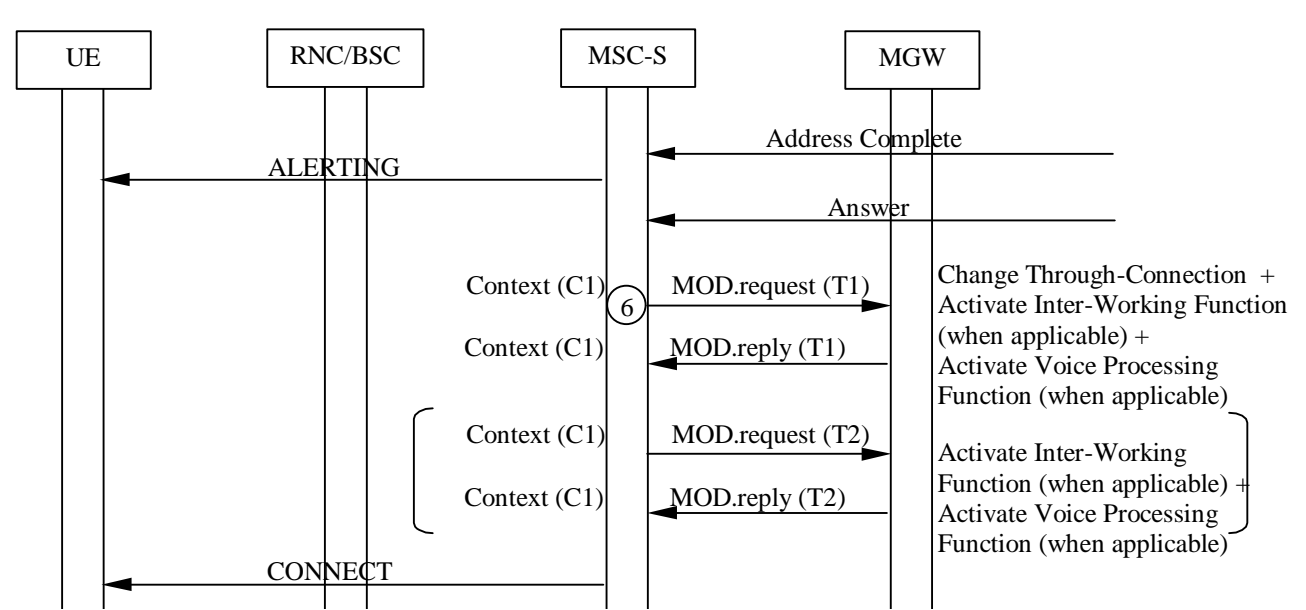 UE
RNC/BSC
MSC-S
MGW
Address Complete
ALERTING
Answer
Context (C1)
6
MOD.request (T1)
Change Through-Connection +
Activate Inter-Working Function
(when applicable) +
Activate Voice Processing
Function (when applicable)
Context (C1)
MOD.reply (T1)
Context (C1)
MOD.request (T2)
Activate Inter-Working
Function (when applicable) +
Activate Voice Processing
Function (when applicable)
Context (C1)
MOD.reply (T2)
CONNECT